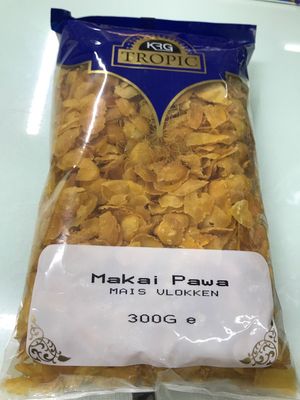 KRG
TROPIC
Makai Pawa
MAIS VLOKKEN
300G e